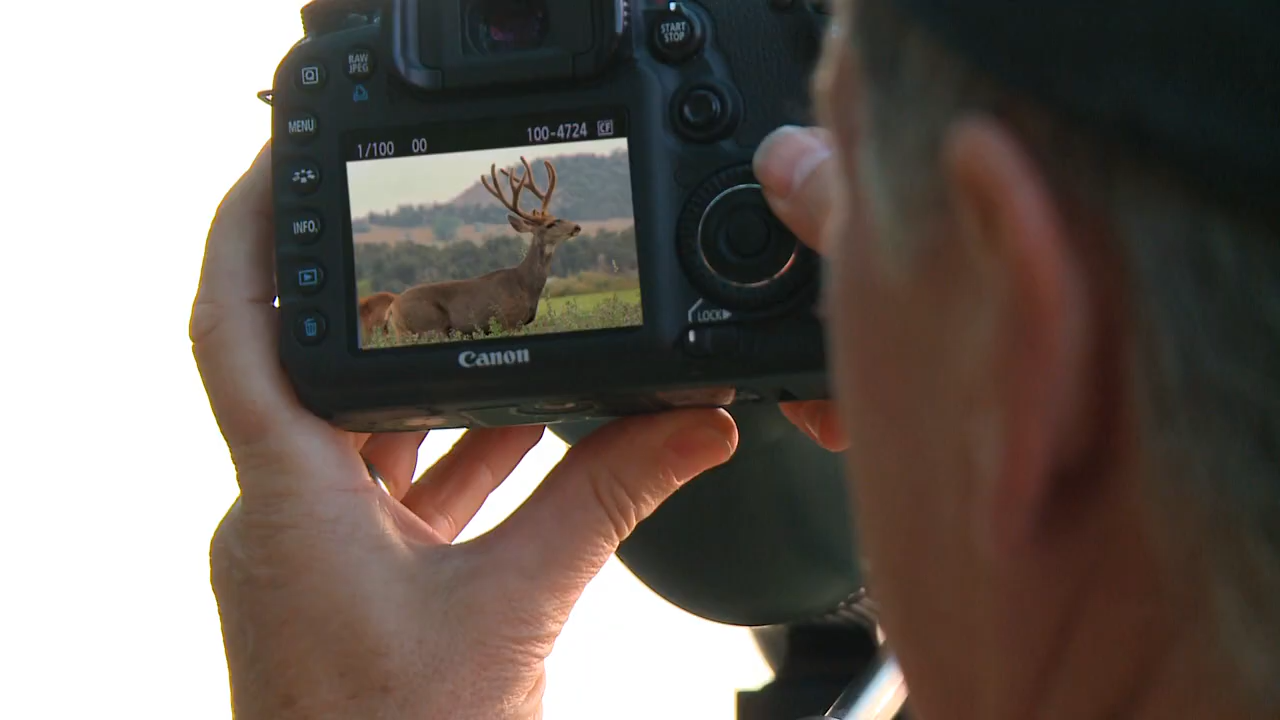 START
STOP
RAW
JPEG
Q
MENU
1/100 00 100-4724 CF
INFO.
LOCK
Canon